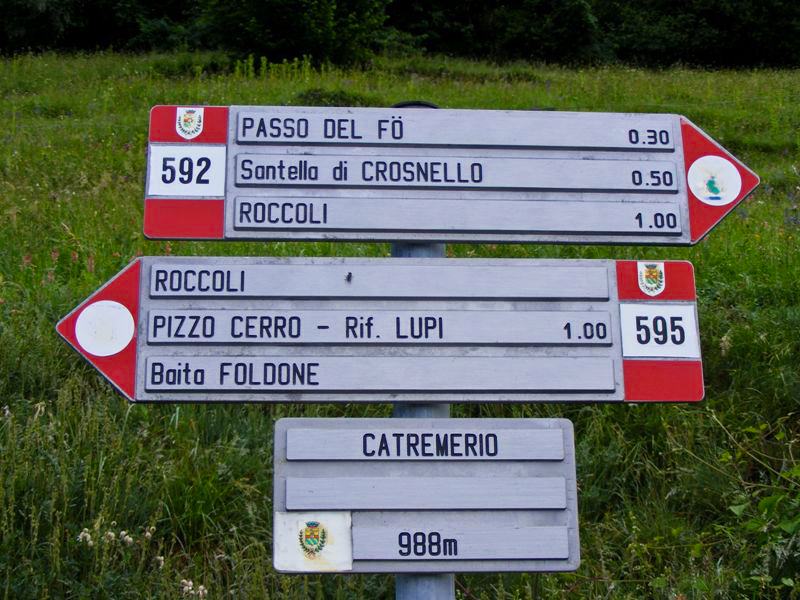 PASSO DEL FÖ 0.30
592 Santella di CROSNELLO 0.50
ROCCOLI 1.00
ROCCOLI
PIZZO CERRO - Rif. LUPI 1.00 595
Baita FOLDONE
CATREMERIO
988m